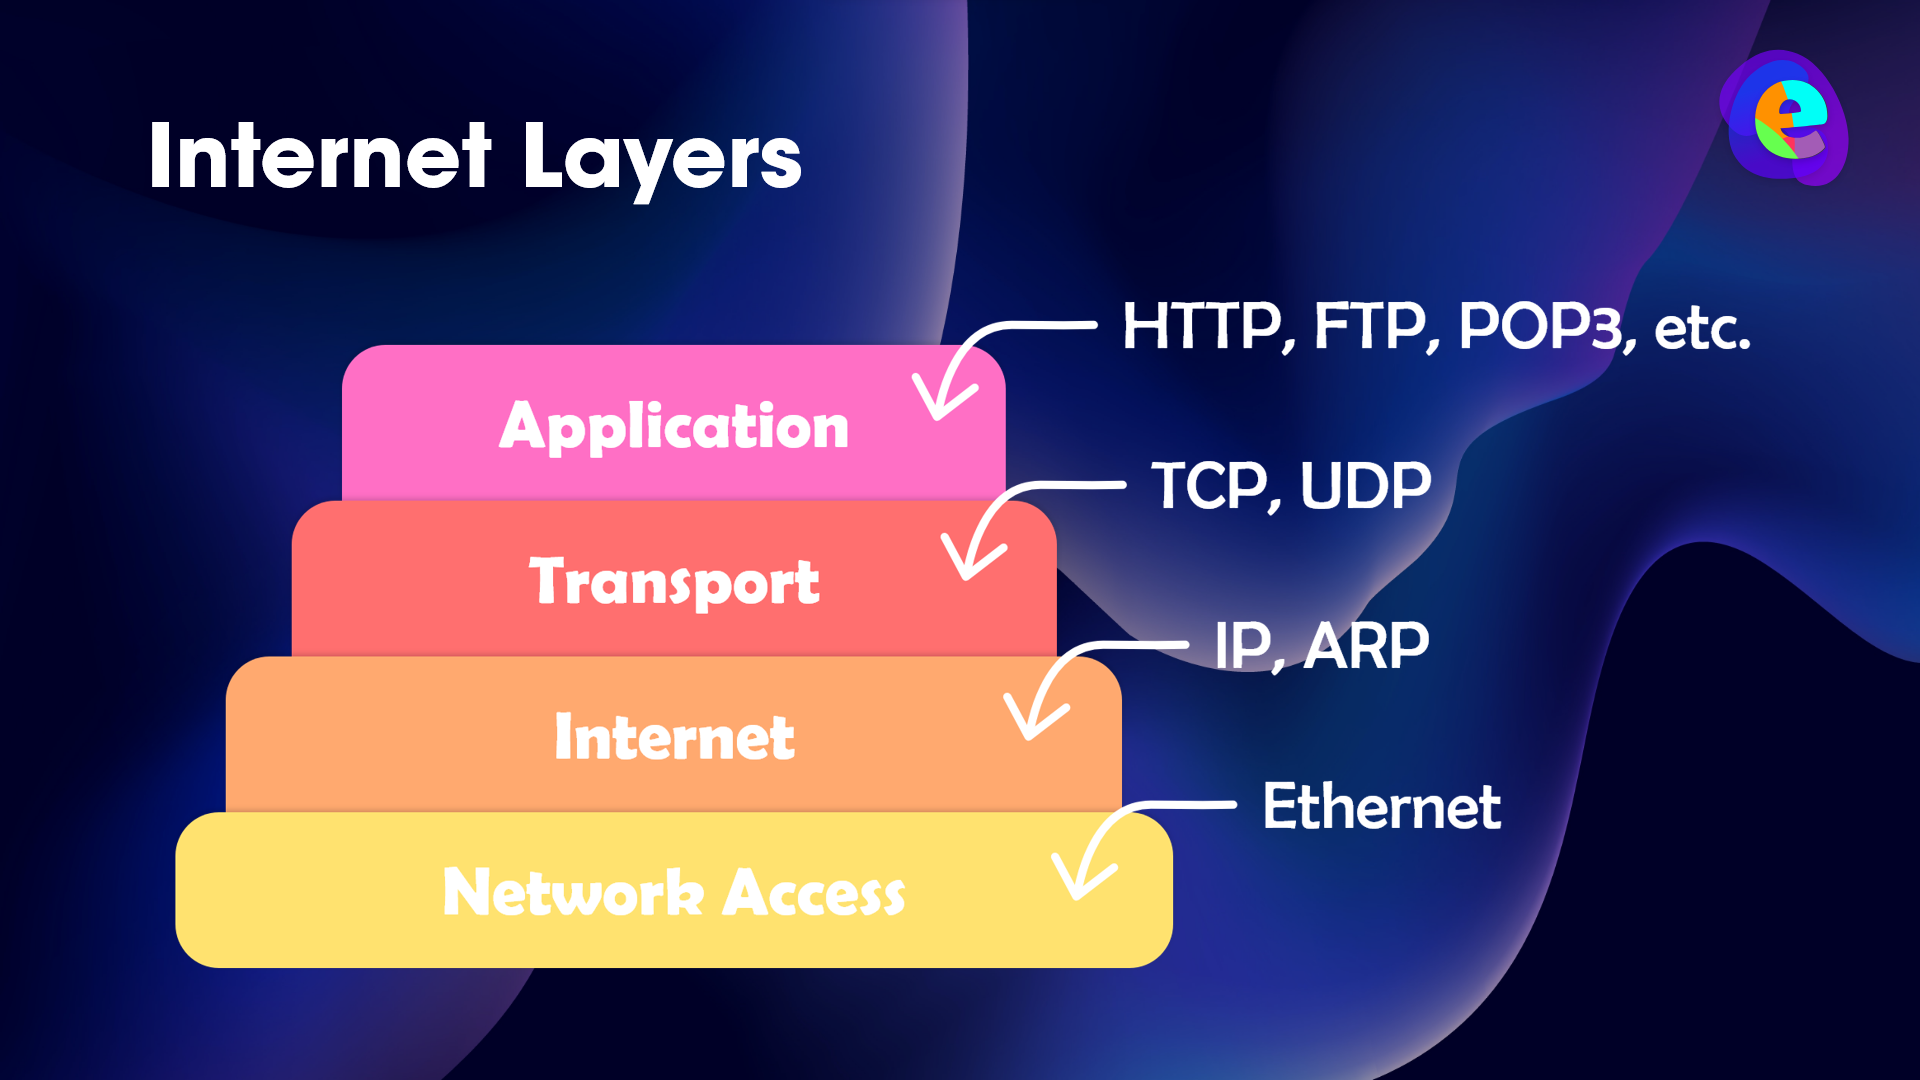 Internet Layers
HTTP, FTP, POP3, etc.
Application
TCP, UDP
Transport
IP, ARP
Internet
Ethernet
Network Access
e